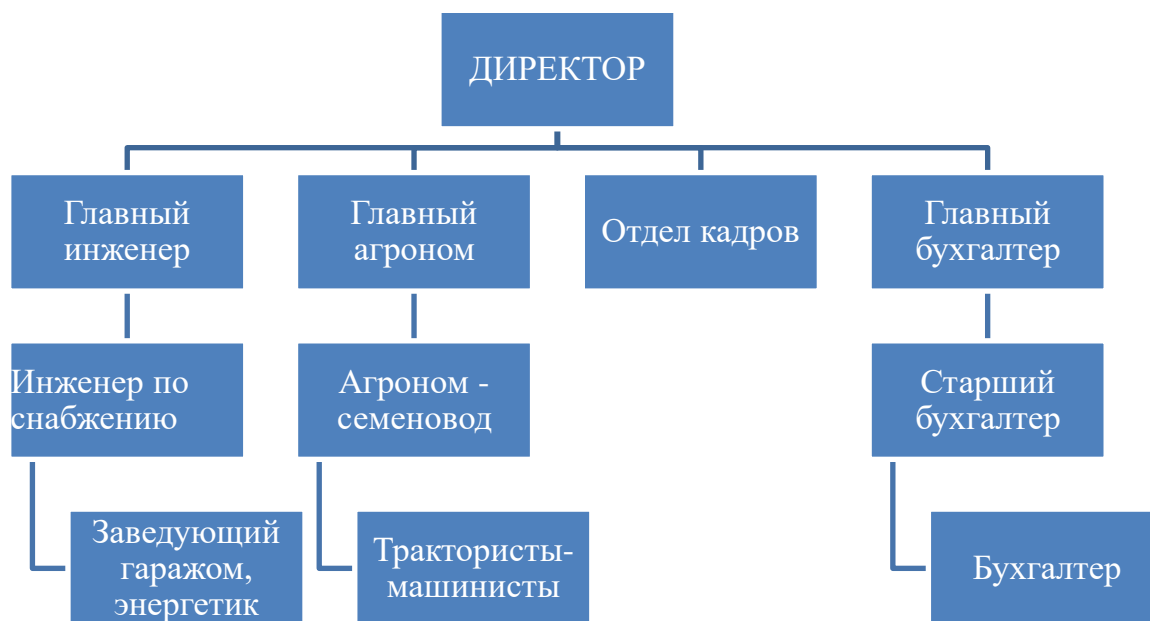 ДИРЕКТОР
Главный
инженер
Главный
агроном
Отдел кадров
Главный
бухгалтер
Инженер по
снабжению
Агроном -
семеновод
Старший
бухгалтер
Заведующий
гаражом,
энергетик
Трактористы-
машинисты
Бухгалтер